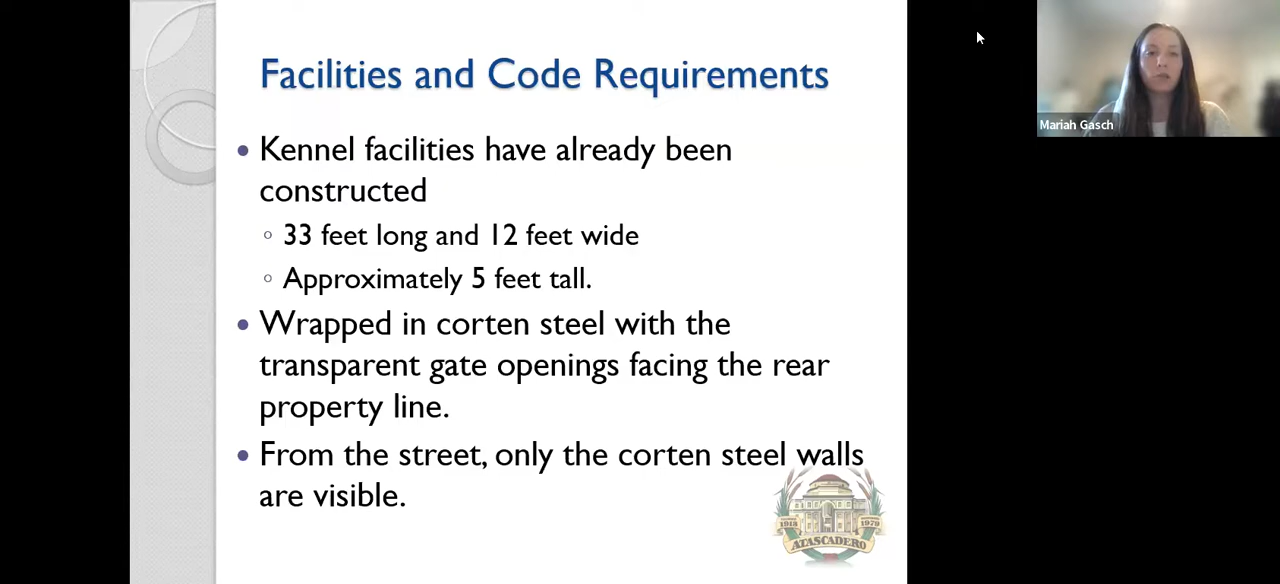 Facilities and Code Requirements
Kennel facilities have already been
constructed
33 feet long and 12 feet wide
Approximately 5 feet tall.
Wrapped in corten steel with the
transparent gate openings facing the rear
property line.
From the street, only the corten steel walls
are visible.
Mariah Gasch
1913
1979
ATASCADERO